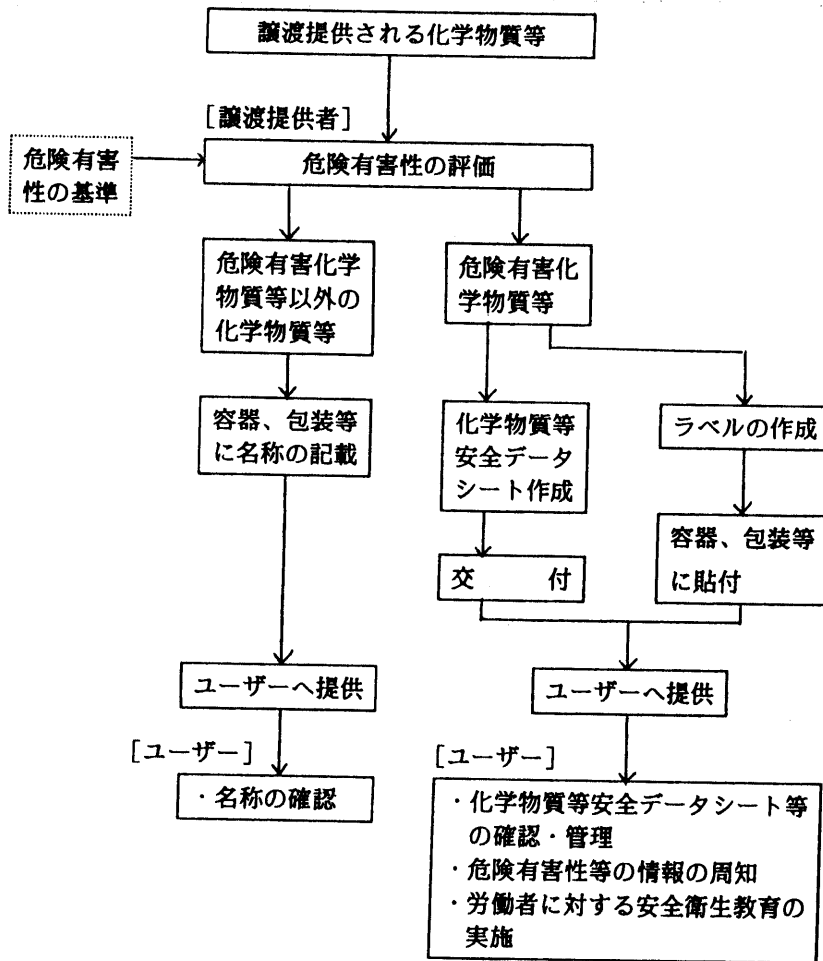 譲渡提供される化学物質等
[譲渡提供者]
危険有害
性の基準
危険有害性の評価
危険有害化学
物質等以外の
化学物質等
危険有害化
学物質等
容器、包装等
に名称の記載
化学物質等
安全データ
シート作成
ラベルの作成
交　　付
容器、包装等
に貼付
ユーザーへ提供
ユーザーへ提供
[ユーザー]
・名称の確認
[ユーザー]
・化学物質等安全データシート等
の確認・管理
・危険有害性等の情報の周知
・労働者に対する安全衛生教育の
実施